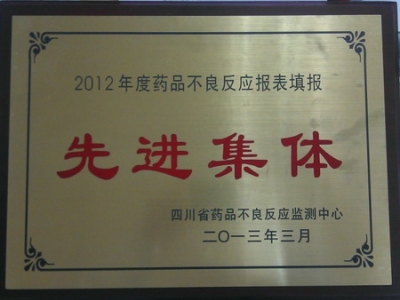 2012年度药品不良反应报表填报
先进集体
四川省药品不良反应监测中心
二〇一三年三月